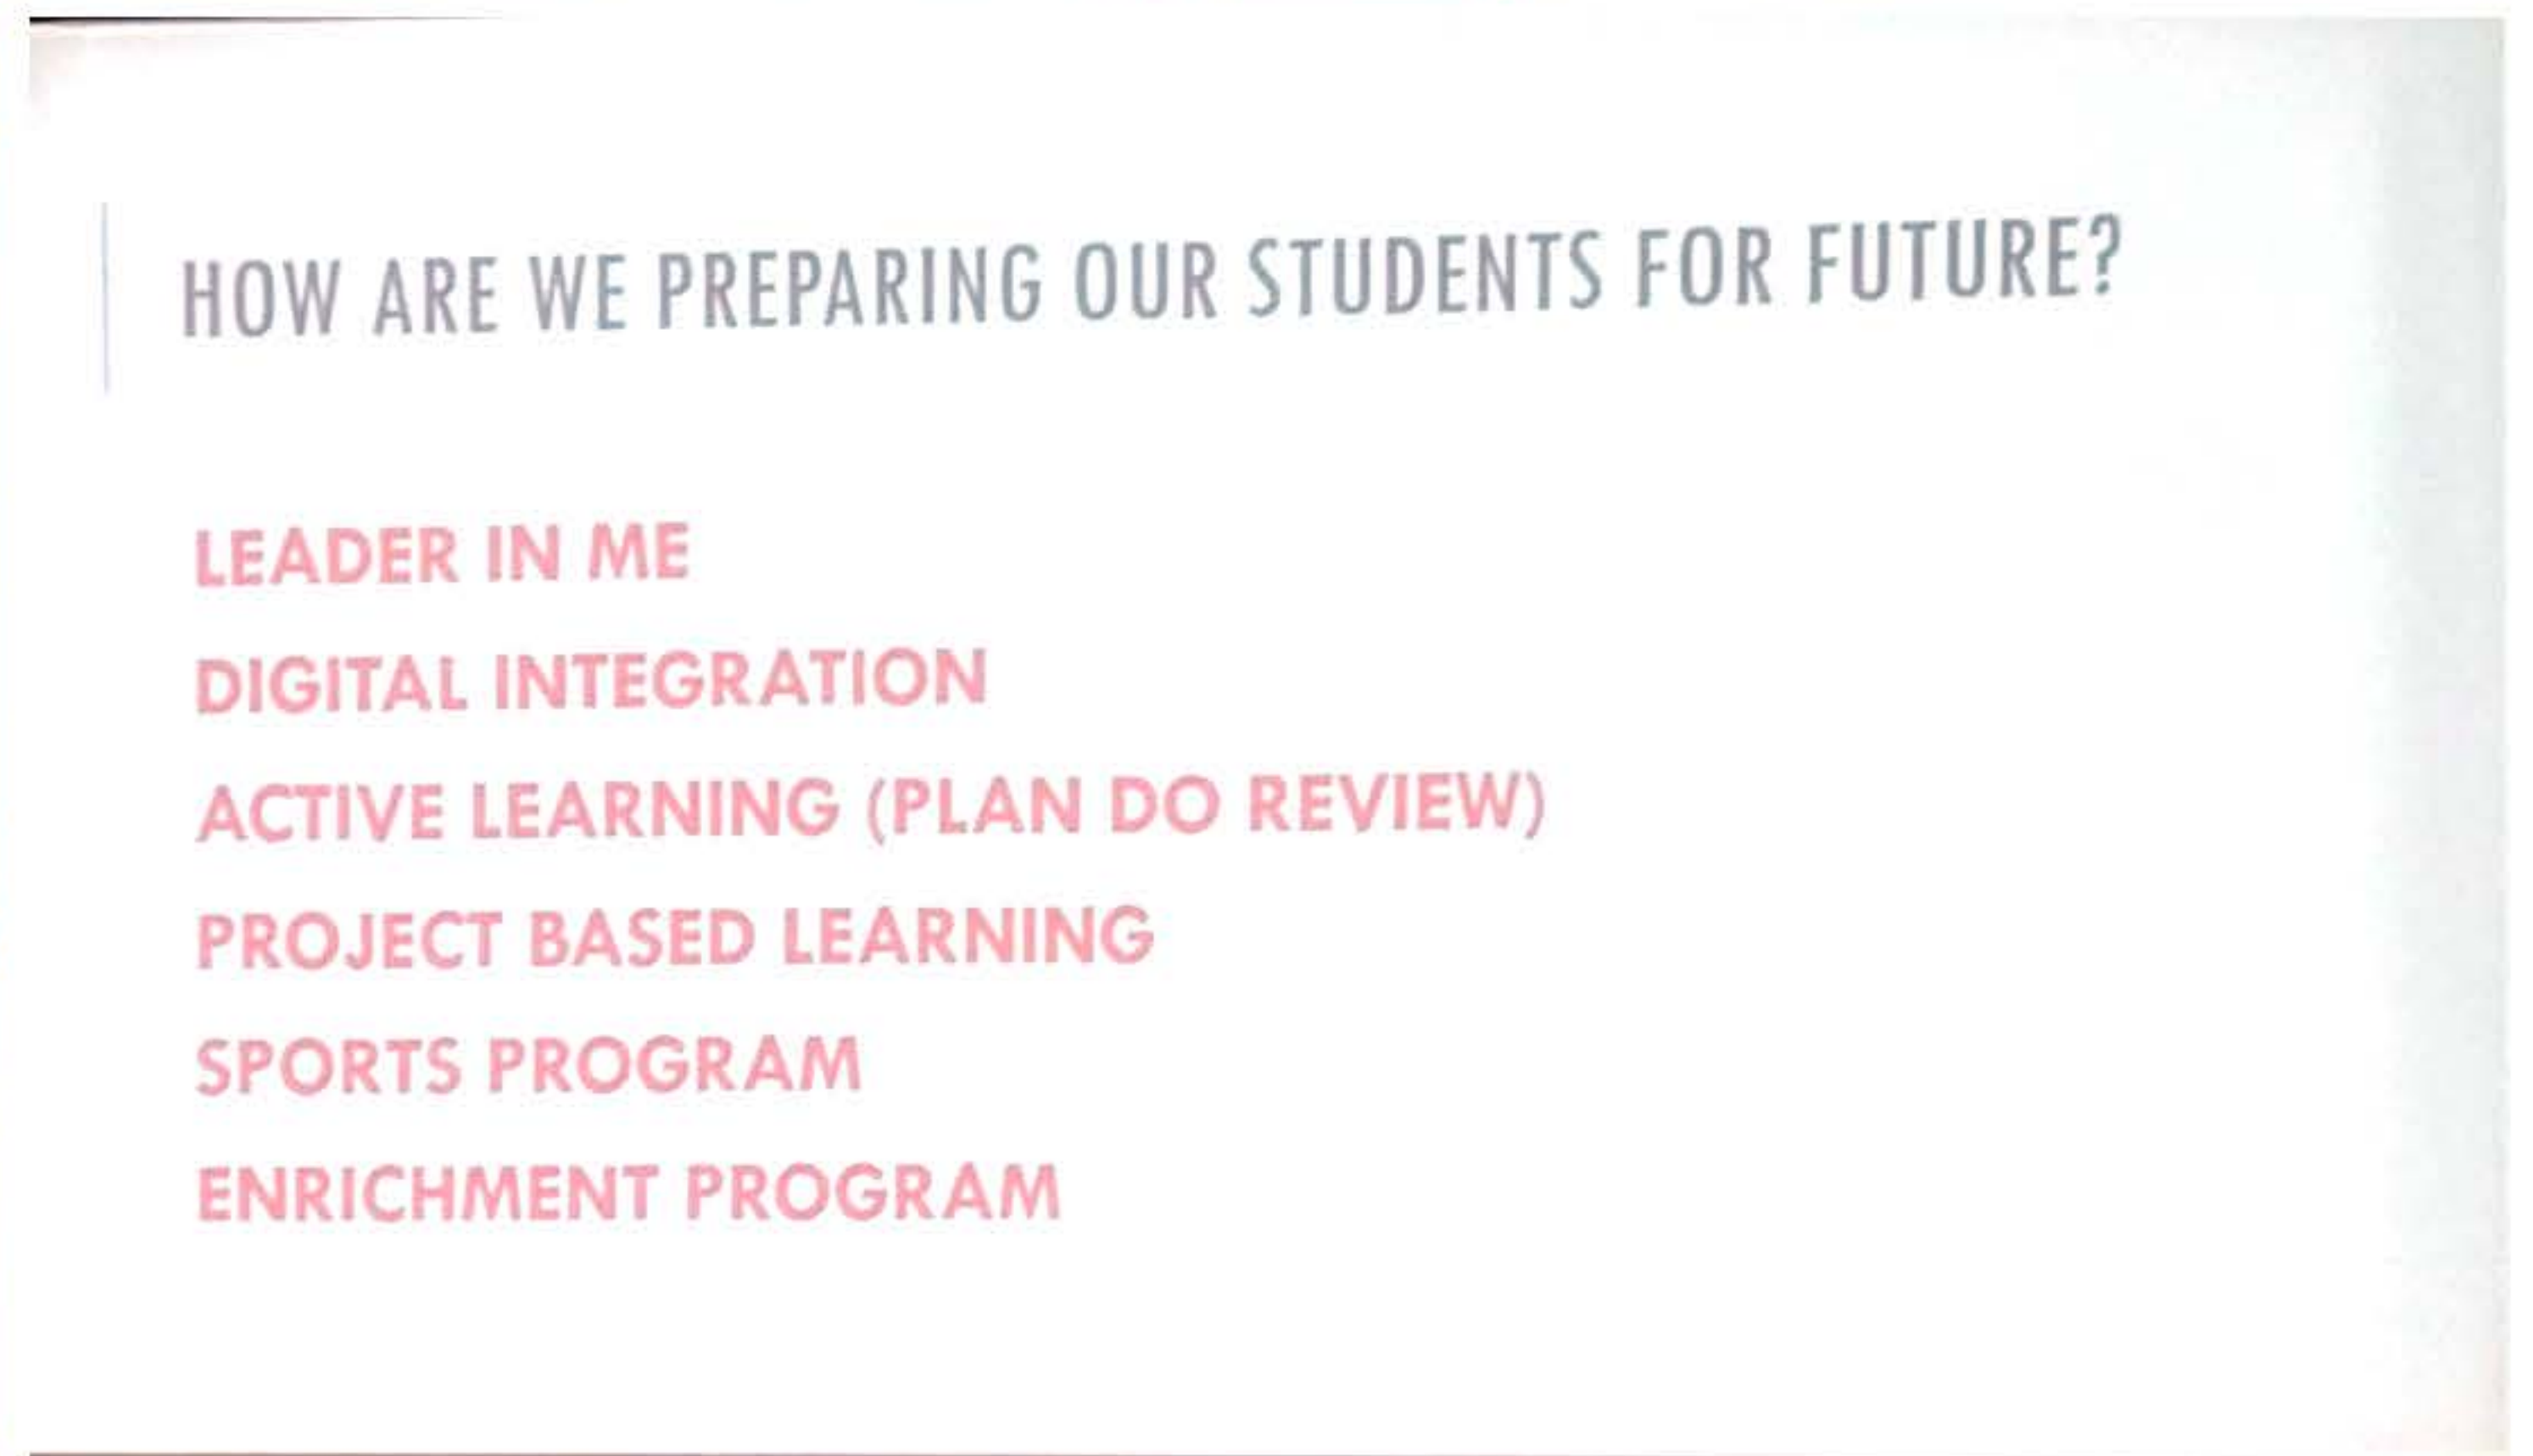 HOW ARE WE PREPARING OUR STUDENTS FOR FUTURE?
LEADER IN ME
DIGITAL INTEGRATION
ACTIVE LEARNING (PLAN DO REVIEW)
PROJECT BASED LEARNING
SPORTS PROGRAM
ENRICHMENT PROGRAM